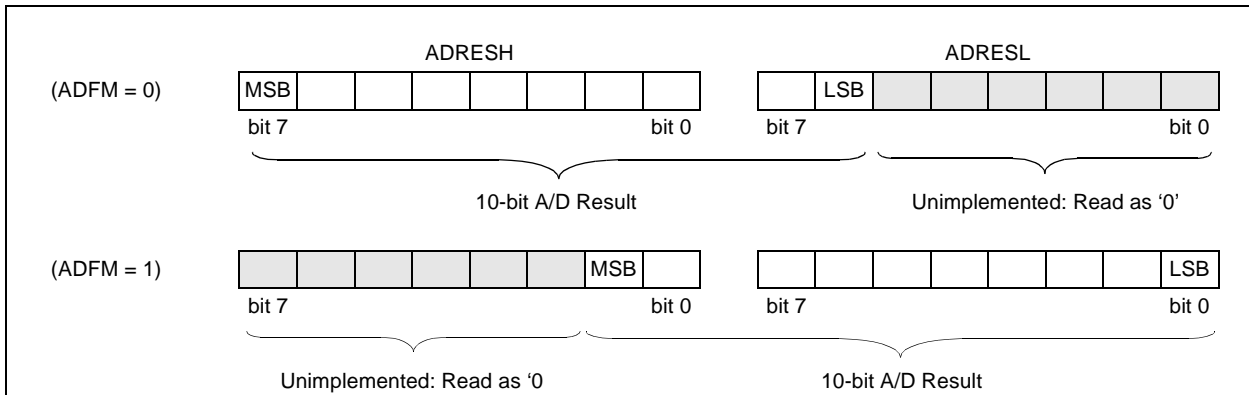 ADRESH ADRESL
(ADFM = 0) MSB LSB
bit 7 bit 0 bit 7 bit 0
10-bit A/D Result Unimplemented: Read as ‘0’
(ADFM = 1) MSB LSB
bit 7 bit 0 bit 7 bit 0
Unimplemented: Read as ‘0 10-bit A/D Result